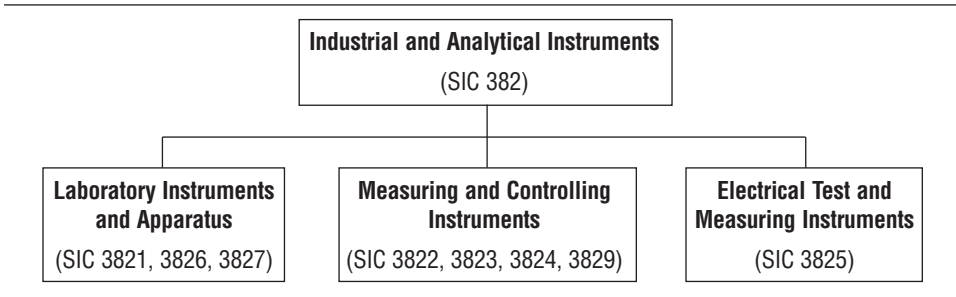 Industrial and Analytical Instruments
(SIC 382)
Laboratory Instruments
and Apparatus
(SIC 3821, 3826, 3827)
Measuring and Controlling
Instruments
(SIC 3822, 3823, 3824, 3829)
Electrical Test and
Measuring Instruments
(SIC 3825)